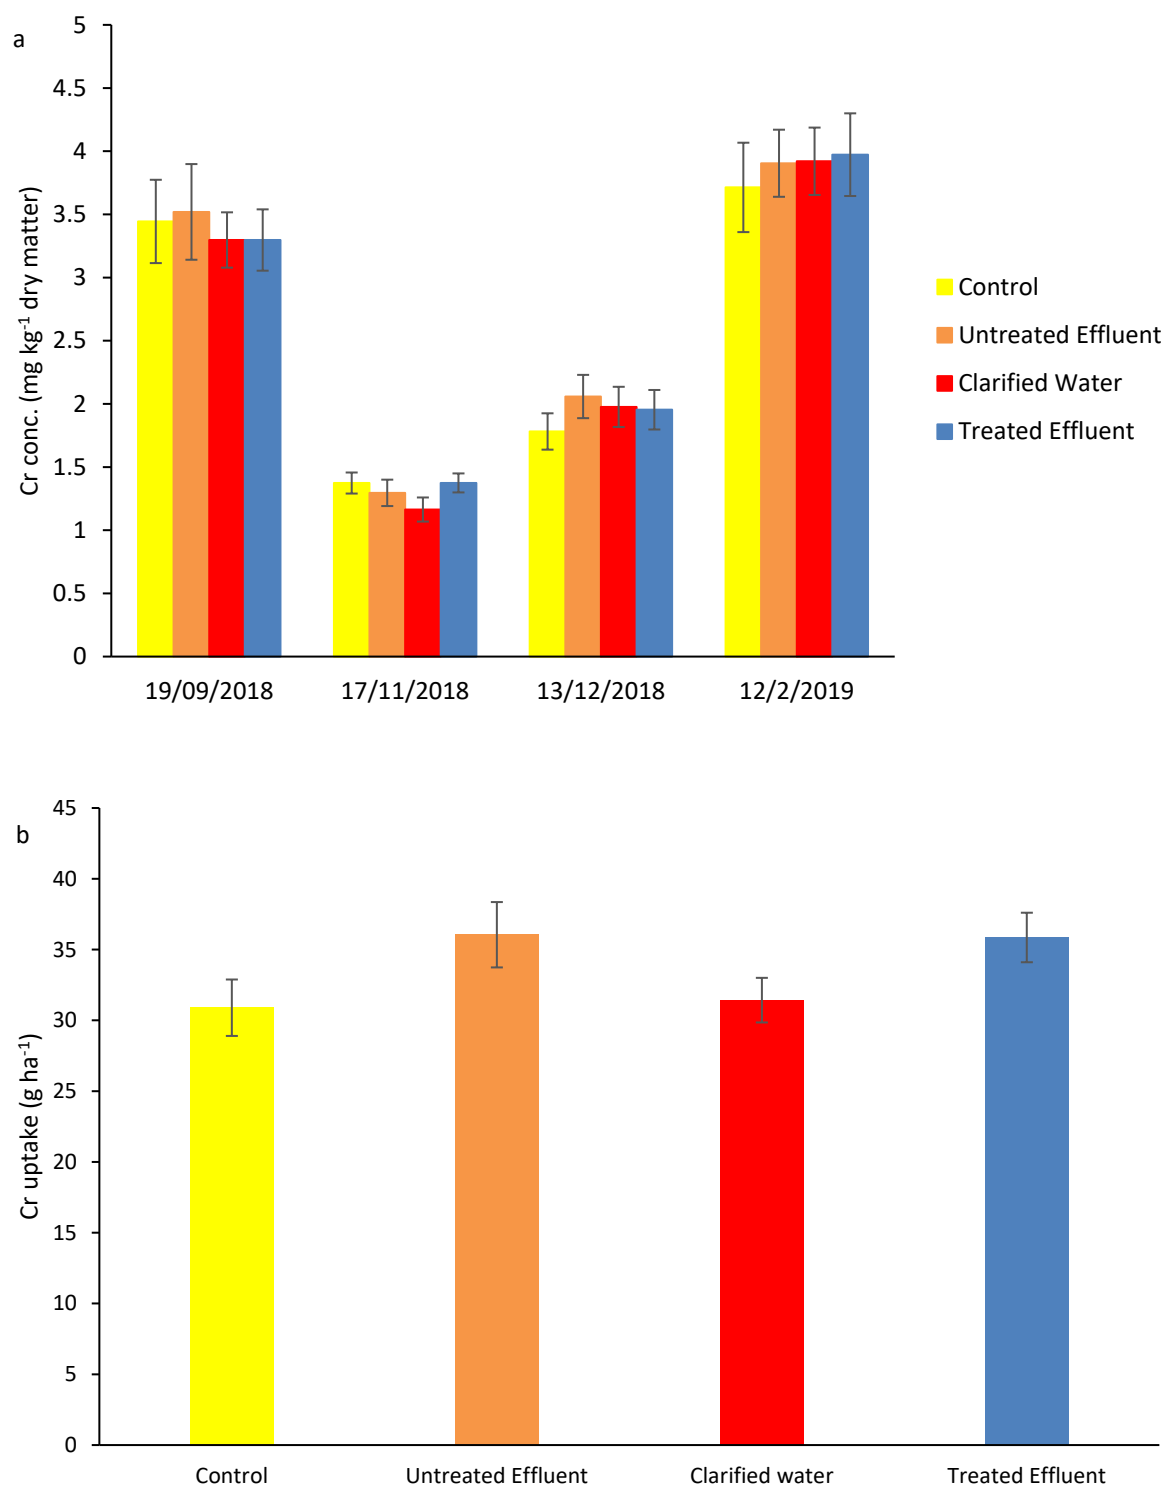 a
Cr conc. (mg kg⁻¹ dry matter)
5
4.5
4
3.5
3
2.5
2
1.5
1
0.5
0
19/09/2018 17/11/2018 13/12/2018 12/2/2019
Control
Untreated Effluent
Clarified Water
Treated Effluent
b
Cr uptake (g ha⁻¹)
45
40
35
30
25
20
15
10
5
0
Control Untreated Effluent Clarified water Treated Effluent